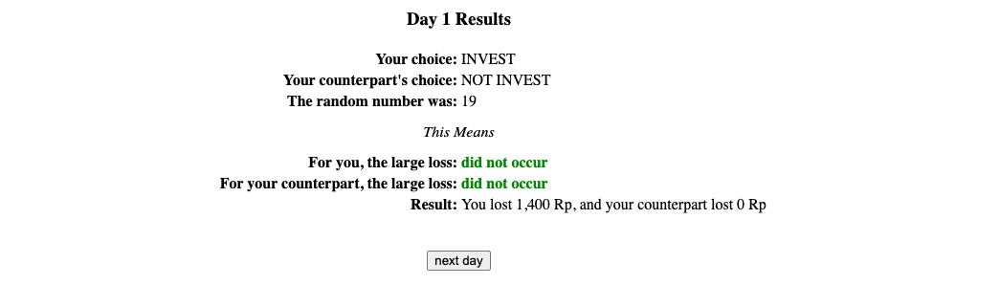 Day 1 Results
Your choice: INVEST
Your counterpart's choice: NOT INVEST
The random number was: 19
This Means
For you, the large loss: did not occur
For your counterpart, the large loss: did not occur
Result: You lost 1,400 Rp, and your counterpart lost 0 Rp
next day